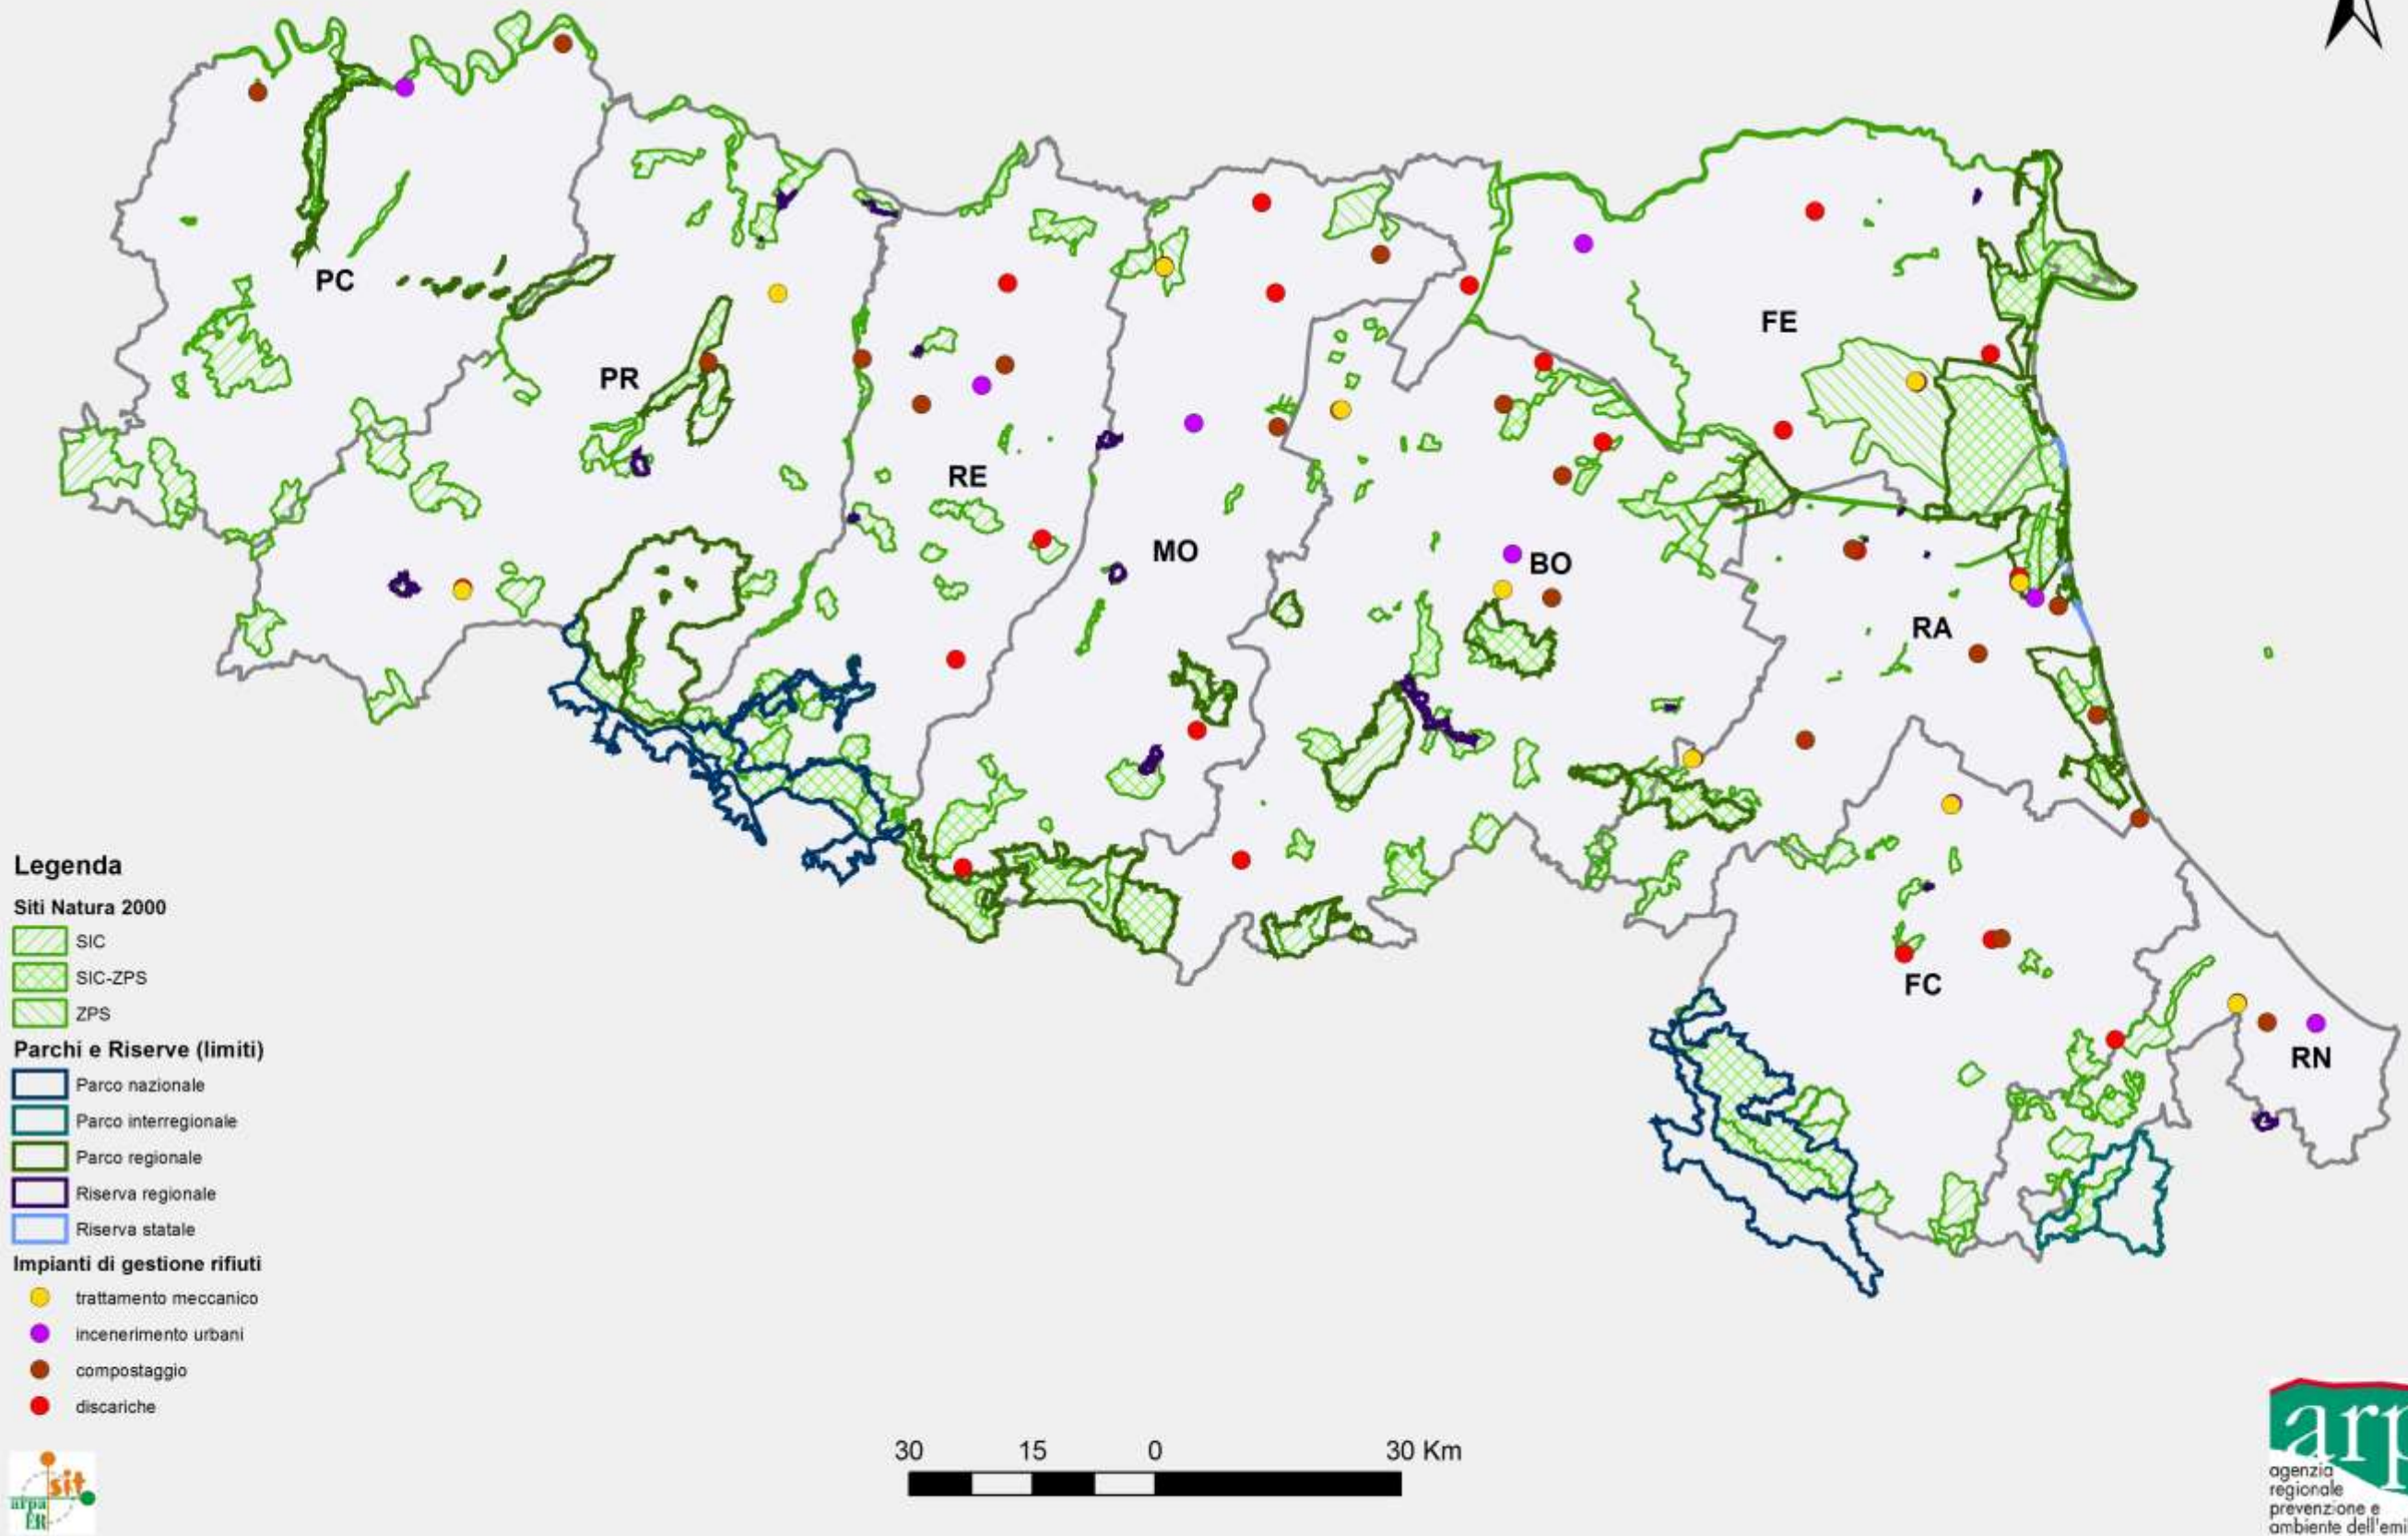 PC
PR
RE
MO
BO
FE
RA
FC
RN
Legenda
Siti Natura 2000
SIC
SIC-ZPS
ZPS
Parchi e Riserve (limiti)
Parco nazionale
Parco interregionale
Parco regionale
Riserva regionale
Riserva statale
Impianti di gestione rifiuti
trattamento meccanico
incenerimento urbani
compostaggio
discariche
sit
arpa
ER
30 15 0 30 Km
arp
agenzia
regionale
prevenzione e
ambiente dell'emi